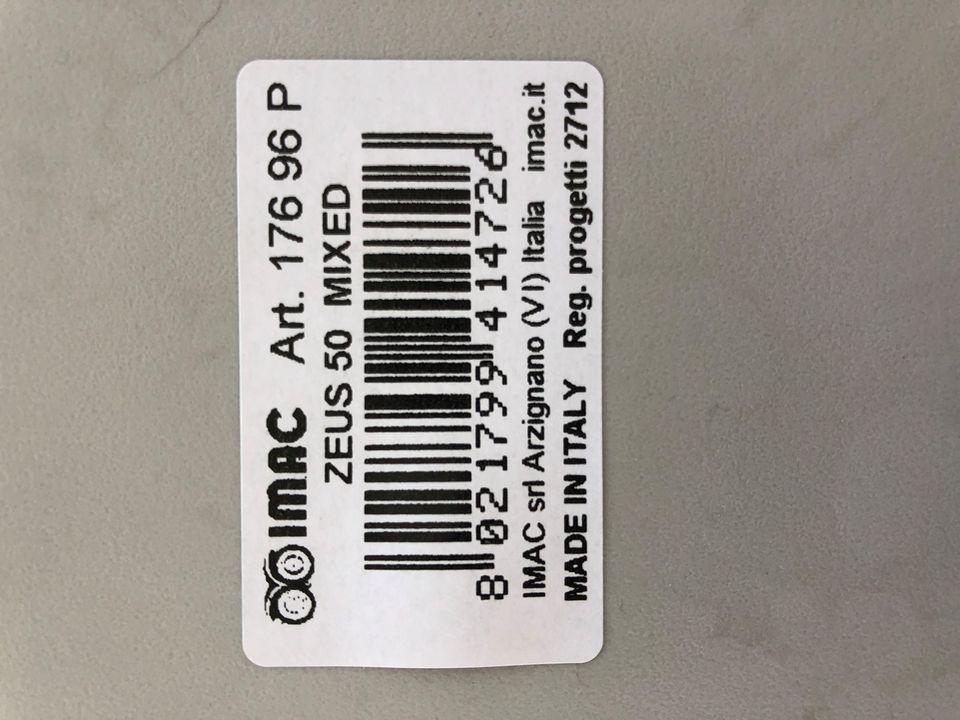 IMAC Art. 176 96 P
ZEUS 50 MIXED
8 021799 414726
IMAC srl Arzignano (VI) Italia imac.it
MADE IN ITALY Reg. progetti 2712